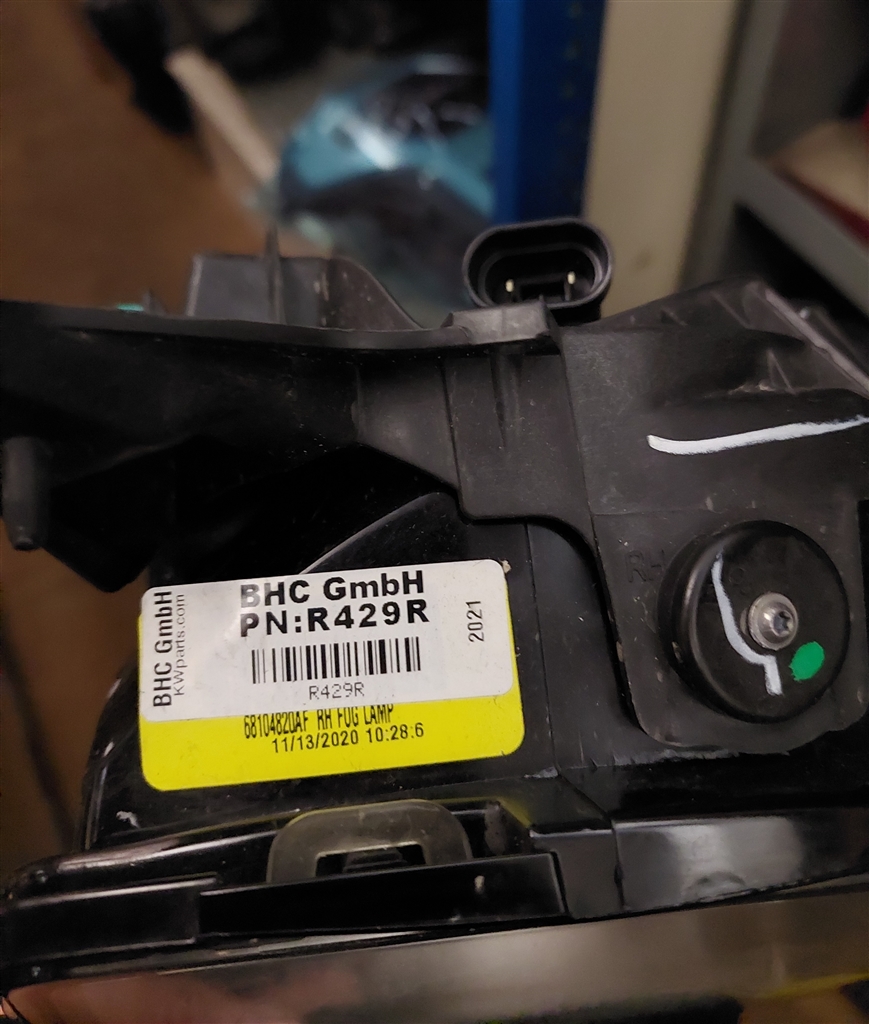 BHC GmbH
KWparts.com
BHC GmbH
PN:R429R
2021
R429R
68104820AF RH FOG LAMP
11/13/2020 10:28:6
RH